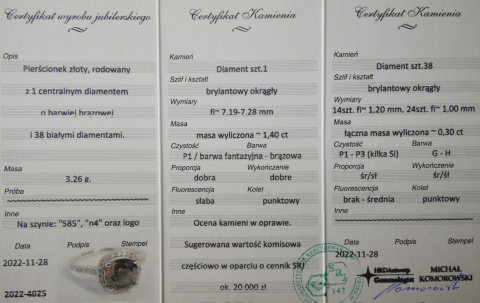 Certyfikat wyrobu jubilerskiego
Opis
Pierścionek złoty, rodowany
z 1 centralnym diamentem
o barwie brązowej
i 38 białymi diamentami.
Masa
3.26 g.
Próba
Inne
Na szynie: "585", "n4" oraz logo
Data Podpis Stempel
2022-11-28
2022-4025
Certyfikat Kamienia
Kamień
Diament szt.1
Szlif i kształt
brylantowy okrągły
Wymiary
fi~ 7.19-7.28 mm
Masa
masa wyliczona ~ 1,40 ct
Czystość Barwa
P1 / barwa fantazyjna - brązowa
Proporcja Wykończenie
dobra dobre
Fluorescencja Kolet
słaba punktowy
Inne
Ocena kamieni w oprawie.
Sugerowana wartość komisowa
częściowo w oparciu o cennik SRJ
ok. 20 000 zł
Certyfikat Kamienia
Kamień
Diament szt.38
Szlif i kształt
brylantowy okrągły
Wymiary
14szt. fi~ 1.20 mm, 24szt. fi~ 1.00 mm
Masa
łączna masa wyliczona ~ 0,30 ct
Czystość Barwa
P1 - P3 (kilka SI) G - H
Proporcja Wykończenie
śr/sł śr/sł
Fluorescencja Kolet
brak - średnia punktowy
Inne
Data Podpis Stempel
2022-11-28
HRD Antwerp
Gemmologist
MICHAŁ
KOMOROWSKI
147